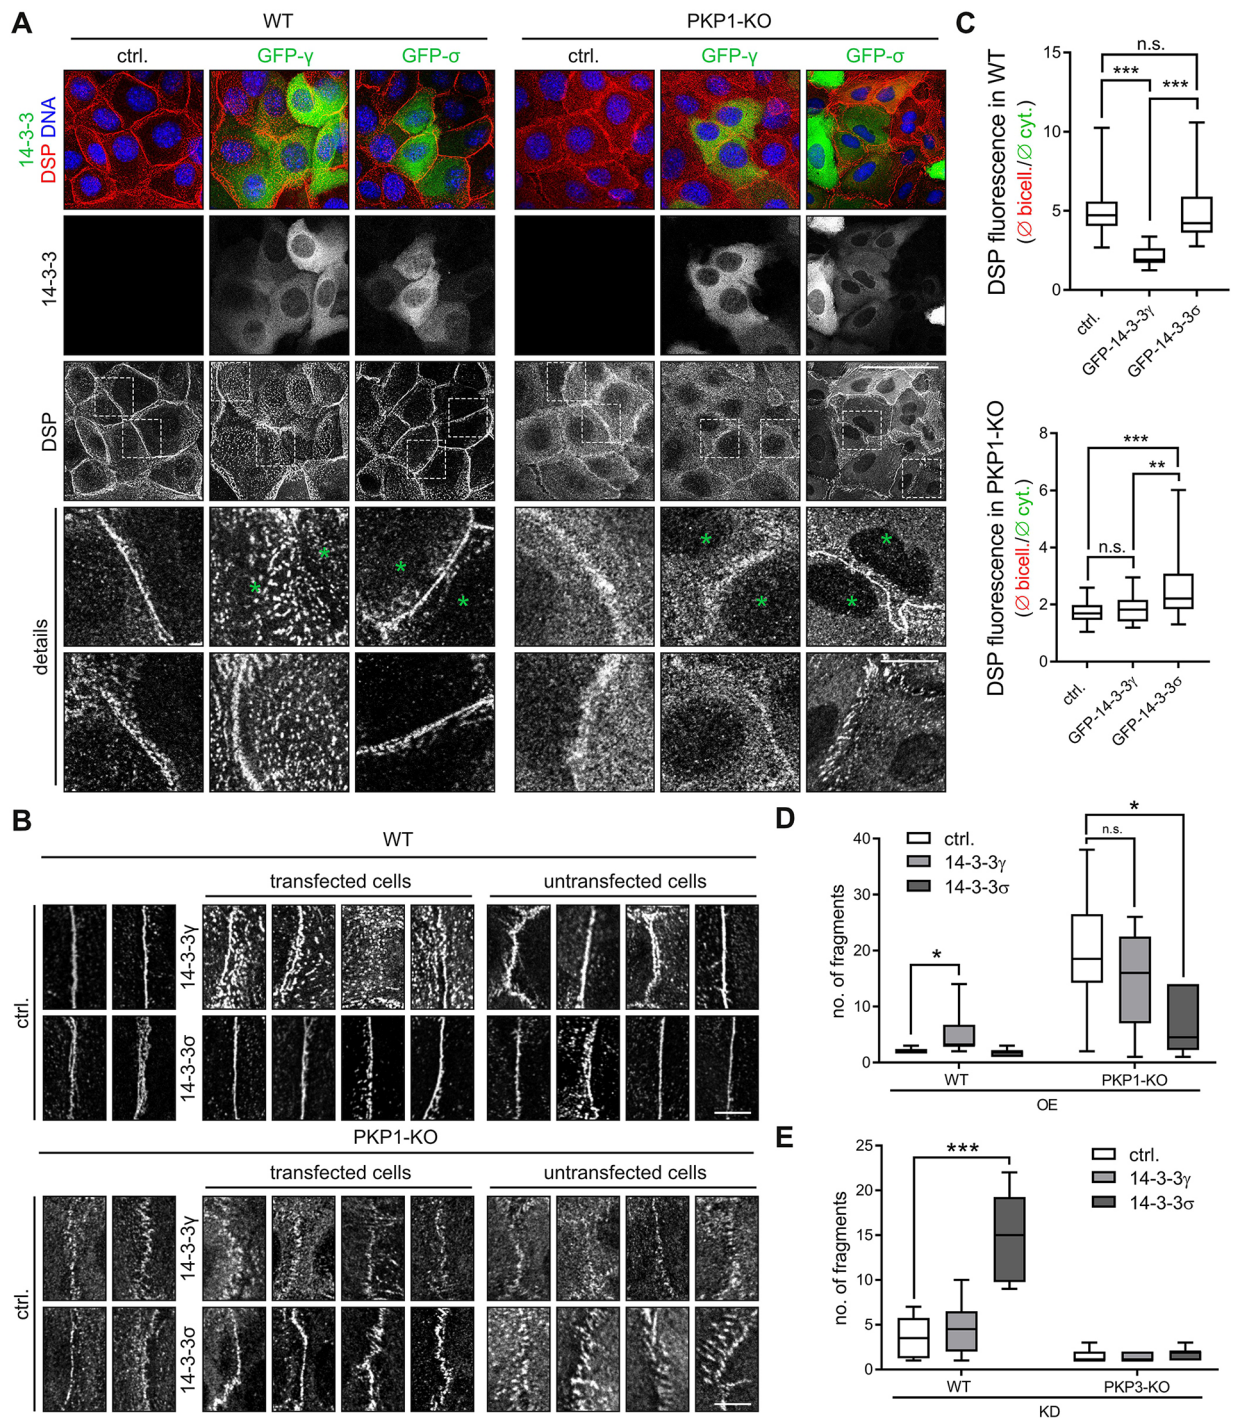 A
WT
PKP1-KO
ctrl.
GFP-γ
GFP-σ
ctrl.
GFP-γ
GFP-σ
14-3-3
DSP DNA
14-3-3
DSP
details
* * * *
* * * *
C
DSP fluorescence in WT
(∅ bicell./∅ cyt.)
15
10
5
0
n.s.
*** ***
ctrl.
GFP-14-3-3γ
GFP-14-3-3σ
DSP fluorescence in PKP1-KO
(∅ bicell./∅ cyt.)
8
6
4
2
0
***
**
n.s.
ctrl.
GFP-14-3-3γ
GFP-14-3-3σ
B
WT
transfected cells
untransfected cells
ctrl.
14-3-3γ
14-3-3σ
PKP1-KO
transfected cells
untransfected cells
ctrl.
14-3-3γ
14-3-3σ
D
no. of fragments
40
30
20
10
0
ctrl.
14-3-3γ
14-3-3σ
*
*
n.s.
WT
PKP1-KO
OE
E
no. of fragments
25
20
15
10
5
0
***
ctrl.
14-3-3γ
14-3-3σ
WT
PKP3-KO
KD